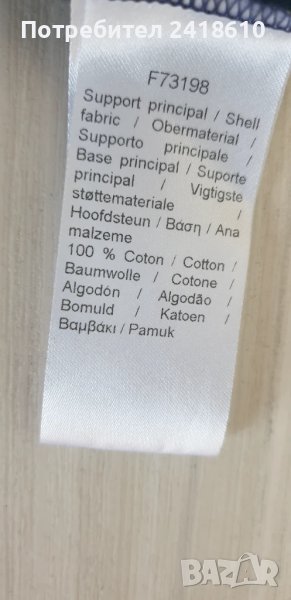 Потребител 2418610
F73198
Support principal / Shell
fabric / Obermaterial /
Supporto principale /
Base principal / Suporte
principal / Vigtigste
støttemateriale /
Hoofdsteun / Βάση / Ana
malzeme
100 % Coton / Cotton /
Baumwolle / Cotone /
Algodón / Algodão /
Bomuld / Katoen /
Βαμβάκι / Pamuk
BAZAR